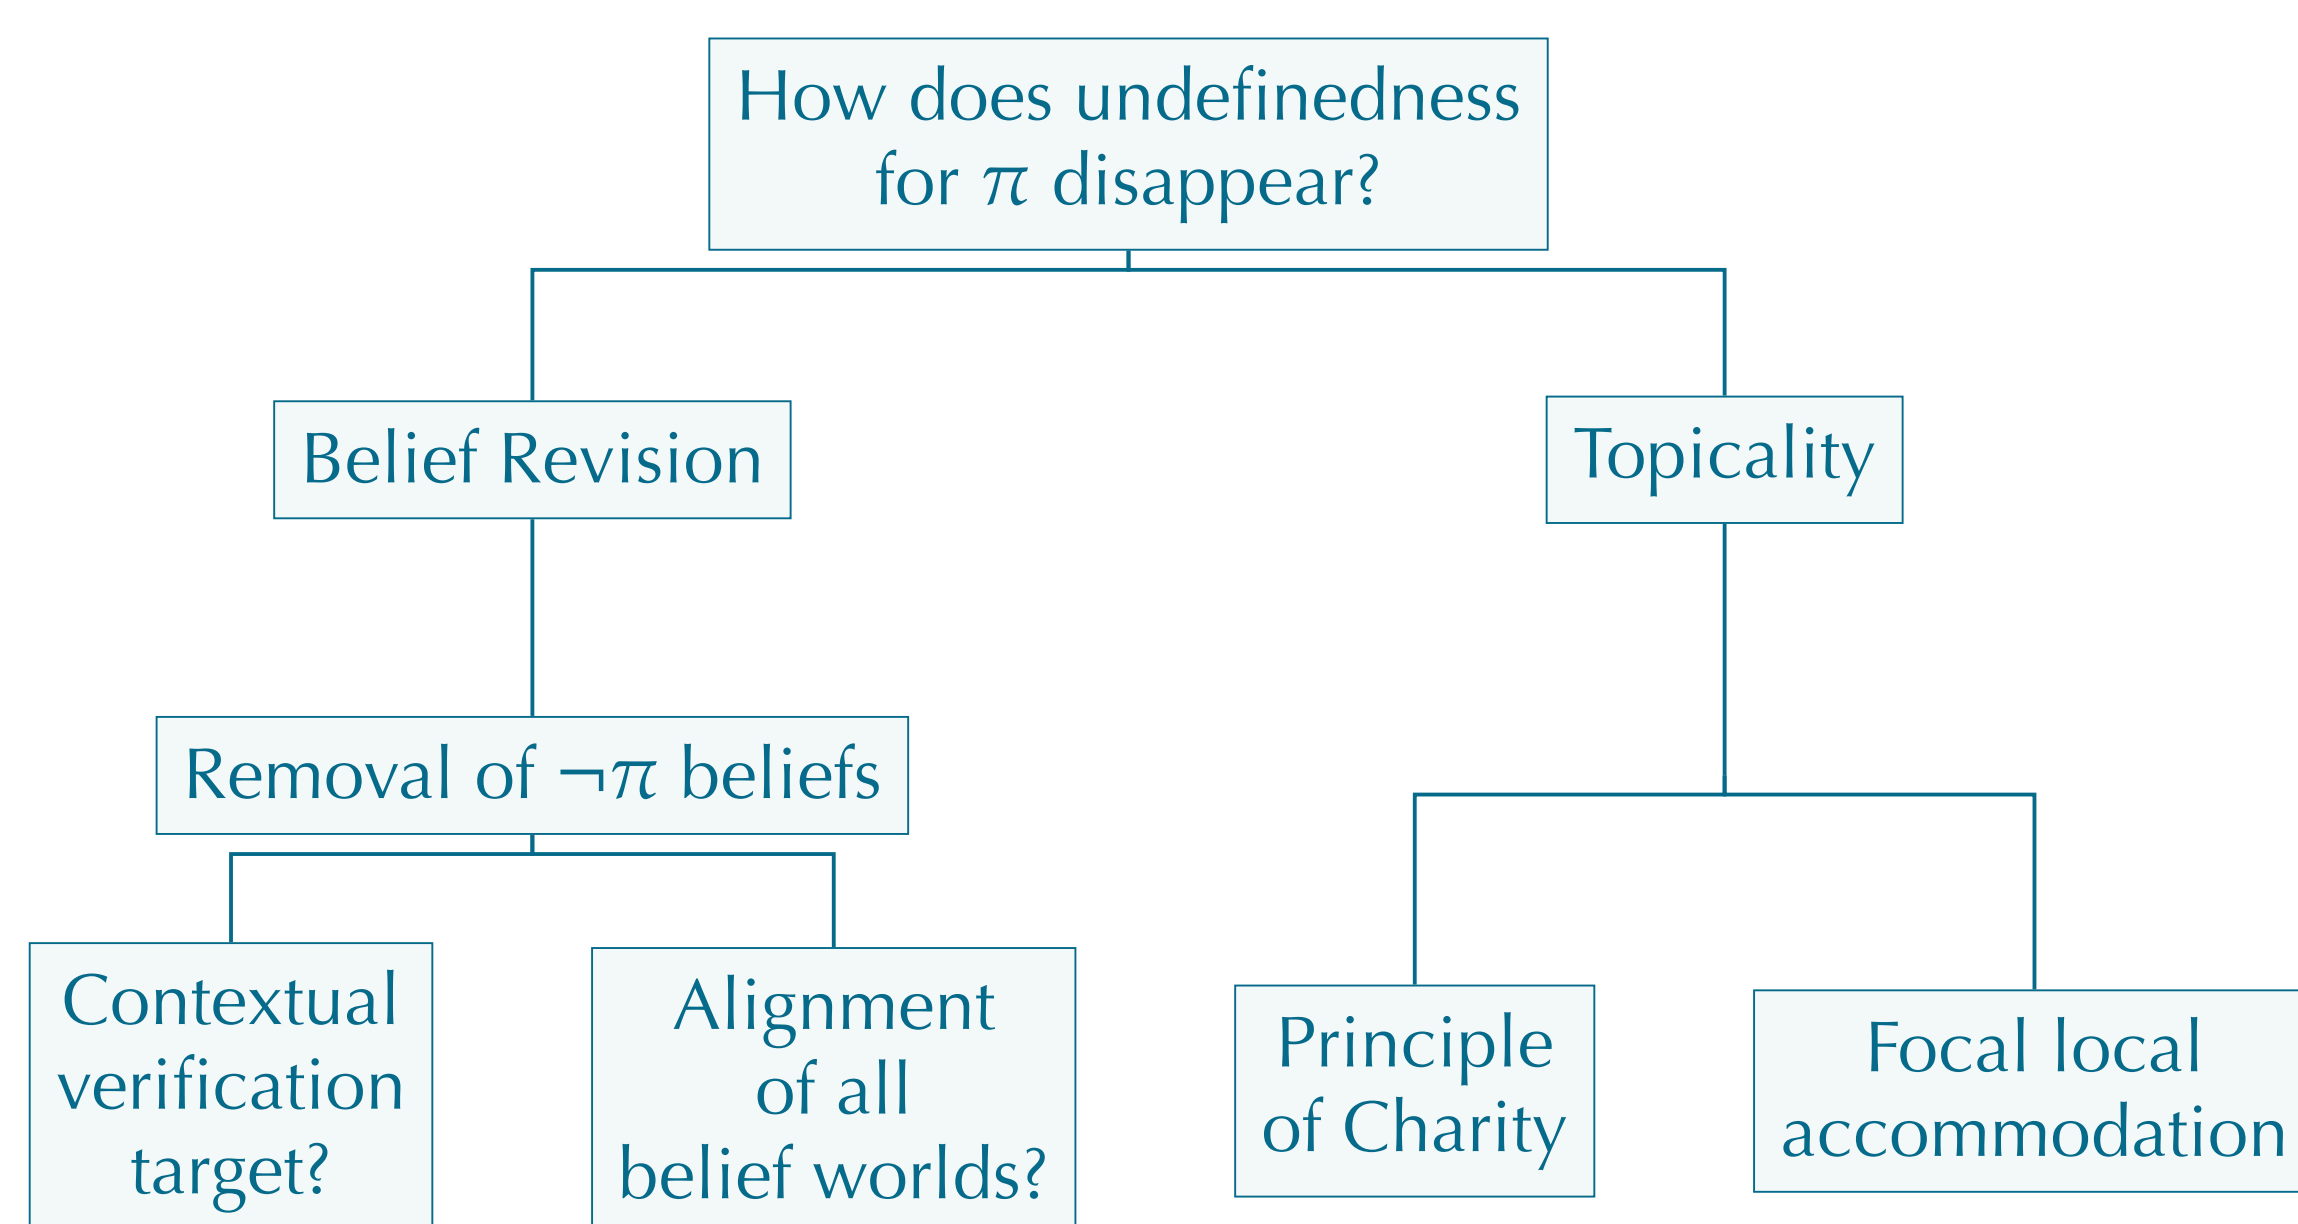 How does undefinedness
for π disappear?
Belief Revision
Topicality
Removal of ¬π beliefs
Contextual
verification
target?
Alignment
of all
belief worlds?
Principle
of Charity
Focal local
accommodation